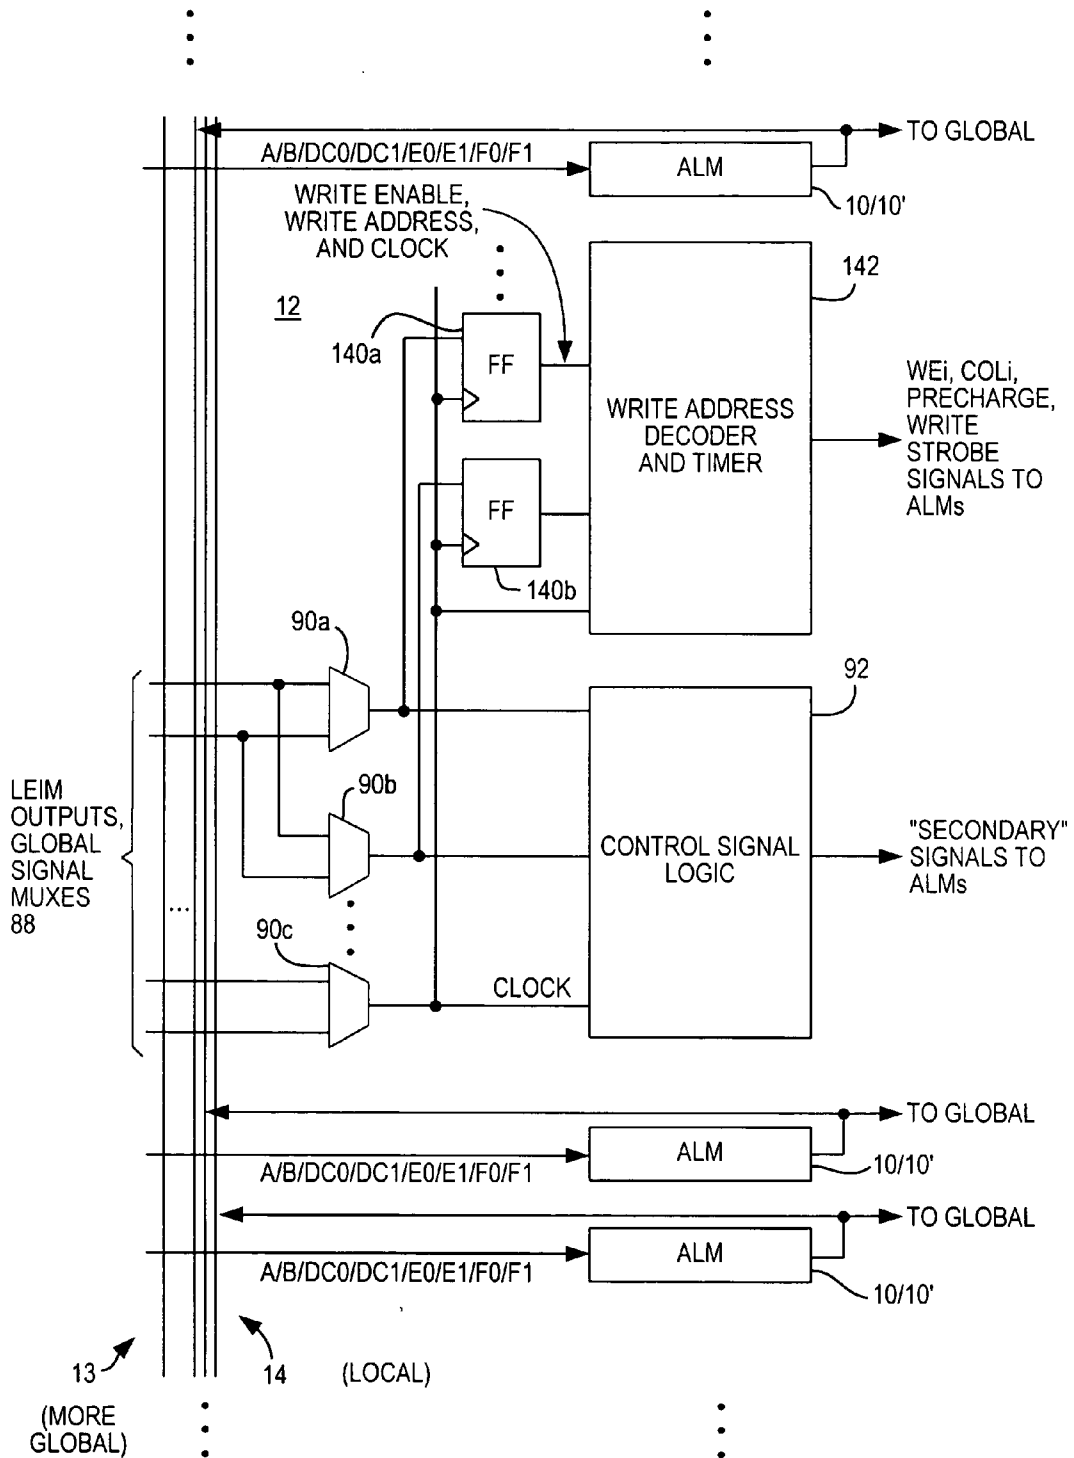 TO GLOBAL
A/B/DC0/DC1/E0/E1/F0/F1
ALM
10/10'
WRITE ENABLE,
WRITE ADDRESS,
AND CLOCK
142
12
140a
FF
WRITE ADDRESS
DECODER
AND TIMER
WEi, COLi,
PRECHARGE,
WRITE
STROBE
SIGNALS TO
ALMs
FF
140b
90a
92
LEIM
OUTPUTS,
GLOBAL
SIGNAL
MUXES
88
90b
CONTROL SIGNAL
LOGIC
"SECONDARY"
SIGNALS TO
ALMs
90c
CLOCK
TO GLOBAL
ALM
A/B/DC0/DC1/E0/E1/F0/F1
10/10'
TO GLOBAL
ALM
A/B/DC0/DC1/E0/E1/F0/F1
10/10'
13
14
(LOCAL)
(MORE
GLOBAL)